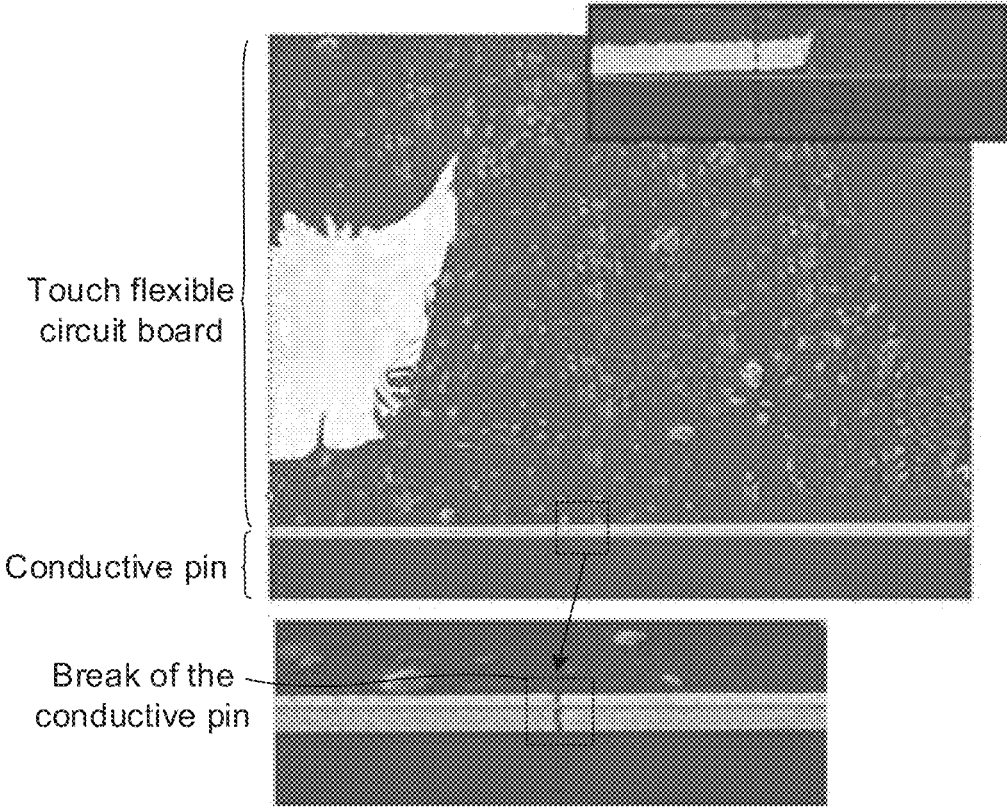 Touch flexible
circuit board
Conductive pin
Break of the
conductive pin